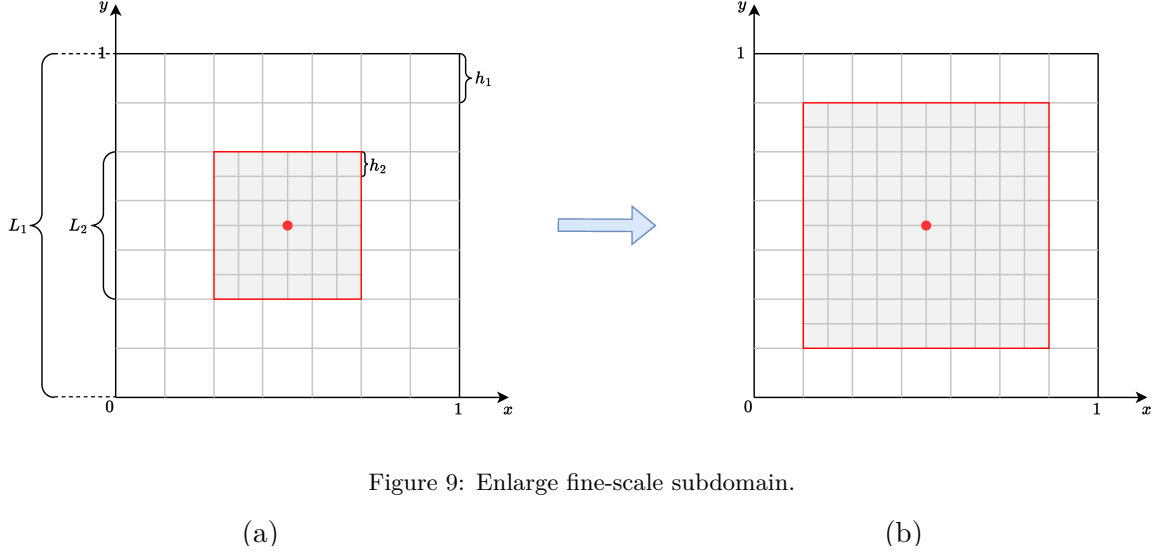 y
y
1
1
h₁
h₂
L₁
L₂
0
1
x
0
1
x
Figure 9: Enlarge fine-scale subdomain.
(a)
(b)